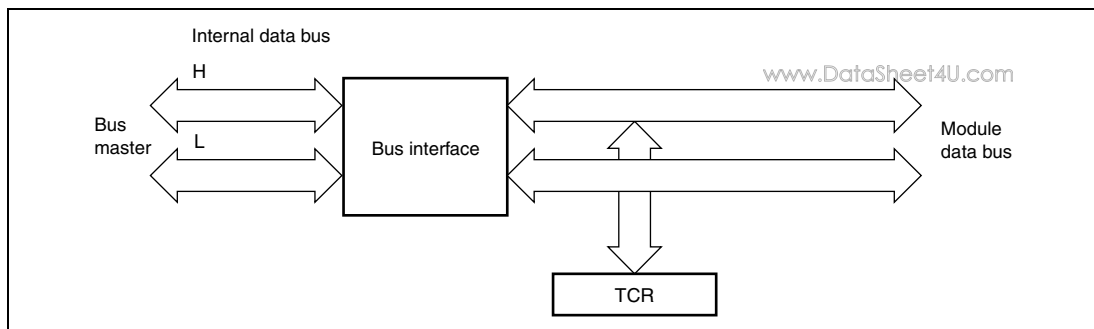 Internal data bus
www.DataSheet4U.com
H
Bus
master
L
Bus interface
Module
data bus
TCR